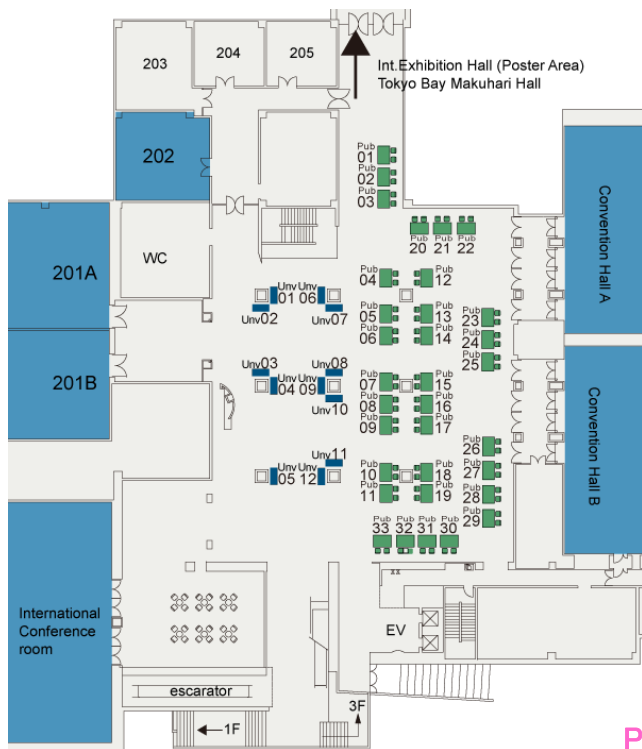 203
204
205
Int.Exhibition Hall (Poster Area)
Tokyo Bay Makuhari Hall
202
Pub
01
Pub
02
Pub
03
201A
WC
Convention Hall A
Pub
20
Pub
21
Pub
22
Pub
04
Pub
12
Unv
01
Unv
06
Unv02
Unv07
Pub
05
Pub
13
Pub
06
Pub
14
Pub
23
Pub
24
Pub
25
201B
Unv03
Unv08
Unv
04
Unv
09
Unv10
Pub
07
Pub
15
Pub
08
Pub
16
Pub
09
Pub
17
Convention Hall B
Unv11
Unv
05
Unv
12
Pub
10
Pub
18
Pub
11
Pub
19
Pub
26
Pub
27
Pub
28
Pub
29
Pub
33
Pub
32
Pub
31
Pub
30
International
Conference
room
EV
escarator
1F
3F
P